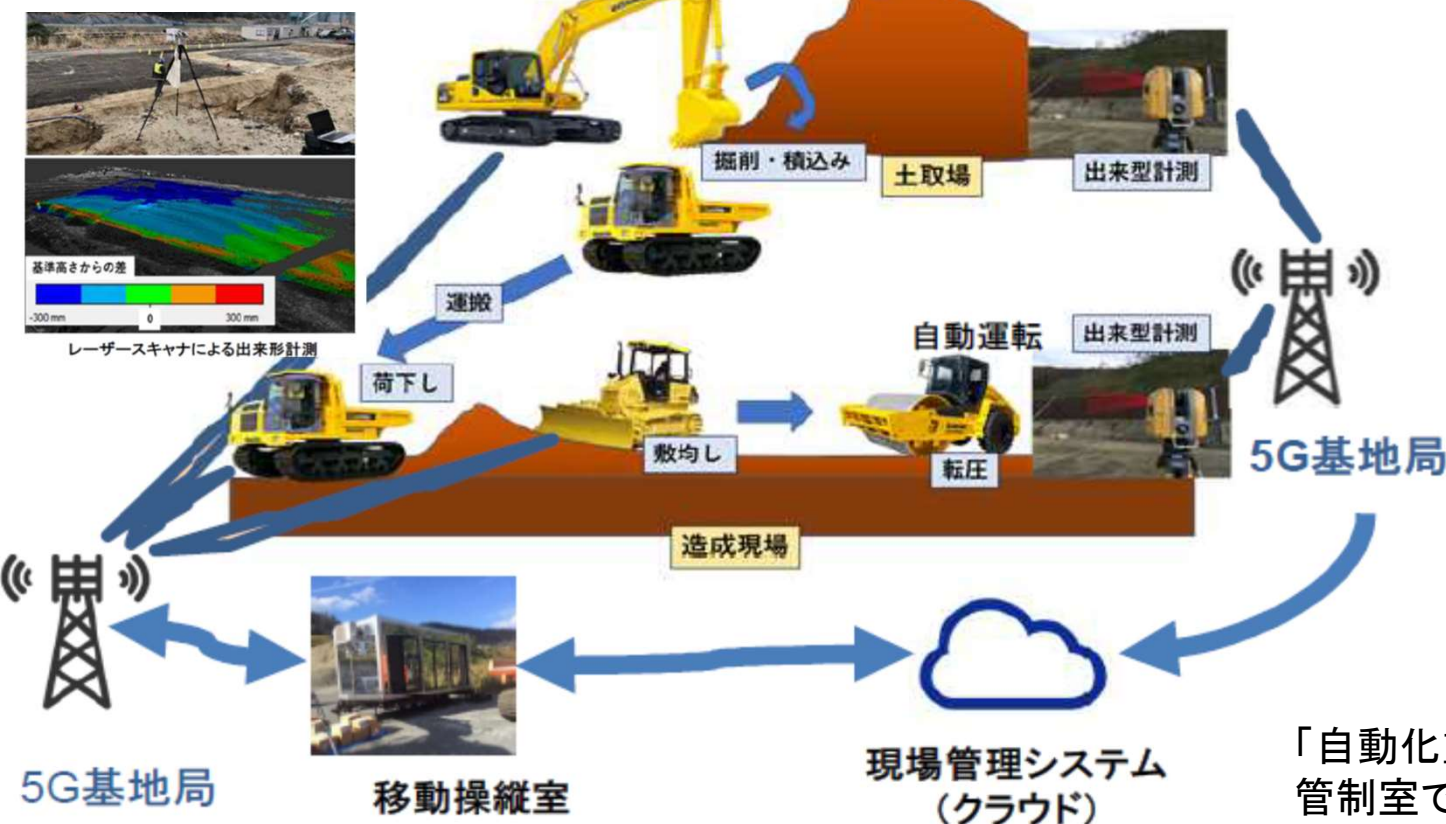 掘削・積込み
土取場
出来型計測
基準高さからの差
-300 mm
0
300 mm
レーザースキャナによる出来形計測
運搬
荷下し
自動運転
出来型計測
敷均し
転圧
5G基地局
造成現場
5G基地局
移動操縦室
現場管理システム
（クラウド）
「自動化
管制室で